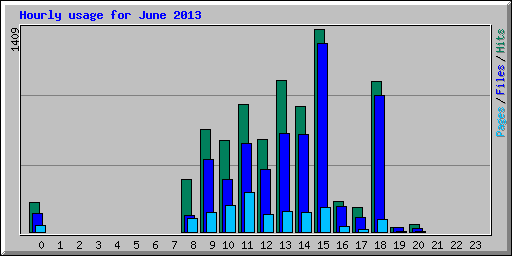 Hourly usage for June 2013
1409
Pages / Files / Hits
0 1 2 3 4 5 6 7 8 9 10 11 12 13 14 15 16 17 18 19 20 21 22 23